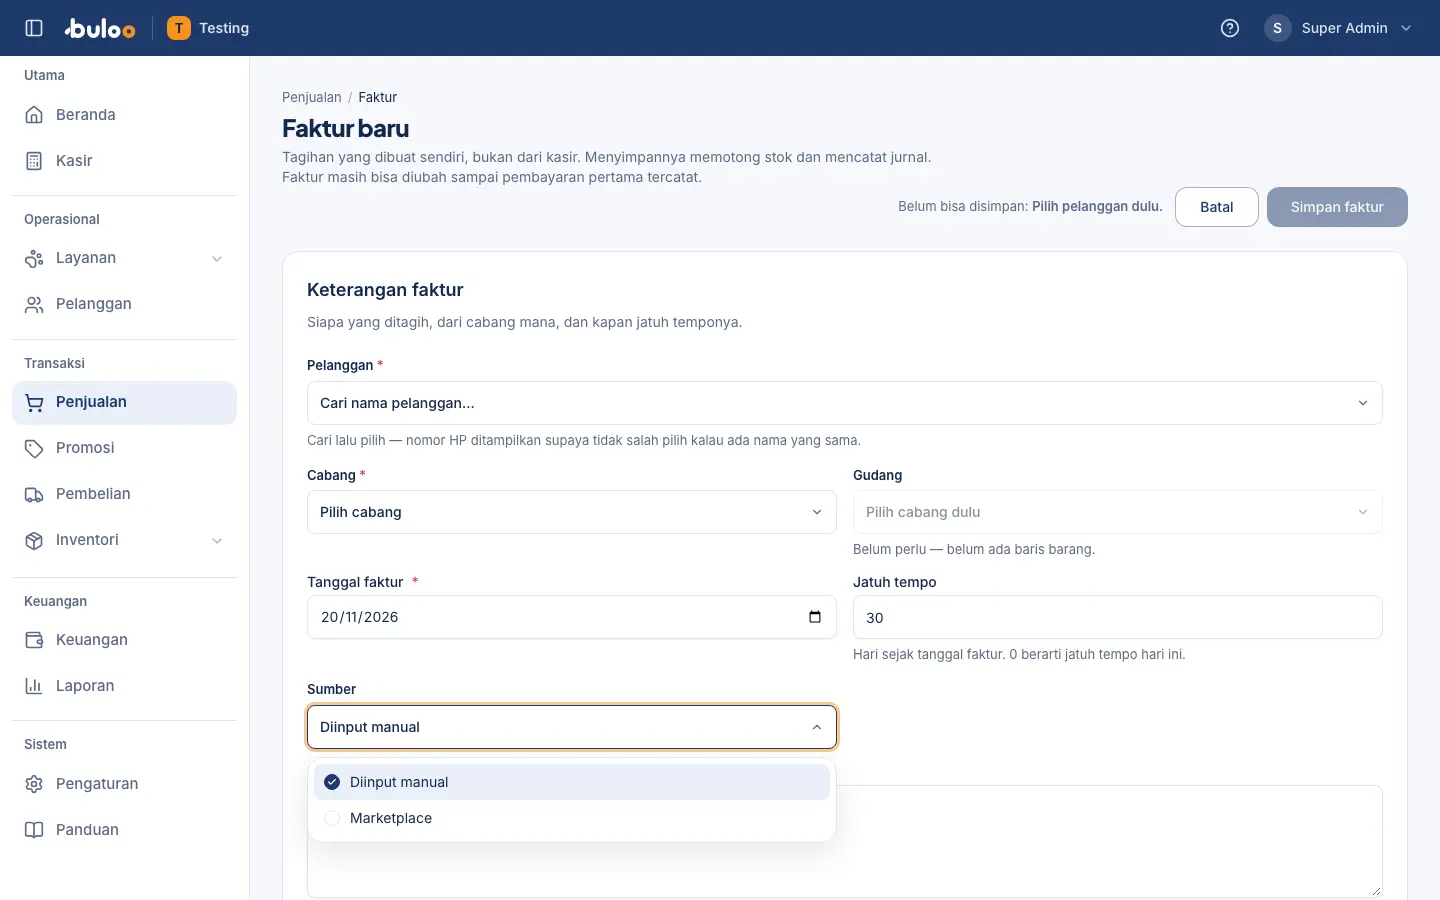 buloo
T Testing
S Super Admin
Utama
Beranda
Kasir
Operasional
Layanan
Pelanggan
Transaksi
Penjualan
Promosi
Pembelian
Inventori
Keuangan
Keuangan
Laporan
Sistem
Pengaturan
Panduan
Penjualan / Faktur
Faktur baru
Tagihan yang dibuat sendiri, bukan dari kasir. Menyimpannya memotong stok dan mencatat jurnal.
Faktur masih bisa diubah sampai pembayaran pertama tercatat.
Belum bisa disimpan: Pilih pelanggan dulu.
Batal
Simpan faktur
Keterangan faktur
Siapa yang ditagih, dari cabang mana, dan kapan jatuh temponya.
Pelanggan *
Cari nama pelanggan...
Cari lalu pilih — nomor HP ditampilkan supaya tidak salah pilih kalau ada nama yang sama.
Cabang *
Pilih cabang
Gudang
Pilih cabang dulu
Belum perlu — belum ada baris barang.
Tanggal faktur *
20/11/2026
Jatuh tempo
30
Hari sejak tanggal faktur. 0 berarti jatuh tempo hari ini.
Sumber
Diinput manual
Diinput manual
Marketplace